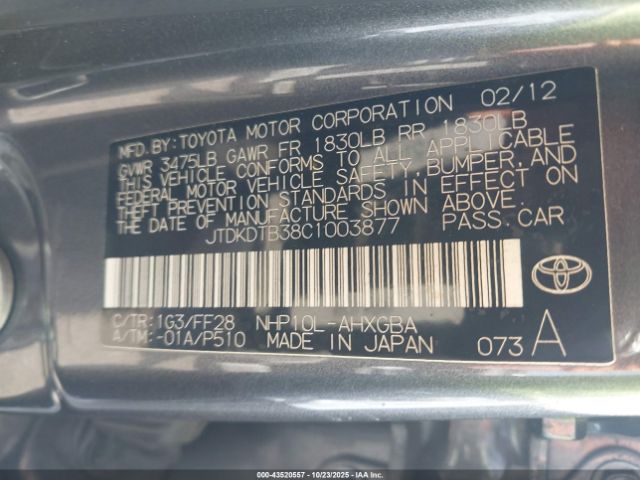 MFD.BY:TOYOTA MOTOR CORPORATION 02/12
GVWR 3475LB GAWR FR 1830LB RR 1830LB
THIS VEHICLE CONFORMS TO ALL APPLICABLE
FEDERAL MOTOR VEHICLE SAFETY,BUMPER,AND
THEFT PREVENTION STANDARDS IN EFFECT ON
THE DATE OF MANUFACTURE SHOWN ABOVE.
JTDKDTB38C1003877 PASS.CAR
C/TR:1G3/FF28 NHP10L-AHXGBA
A/TM:-01A/P510 MADE IN JAPAN 073 A
000-43520557 | 10/23/2025 | IAA Inc.